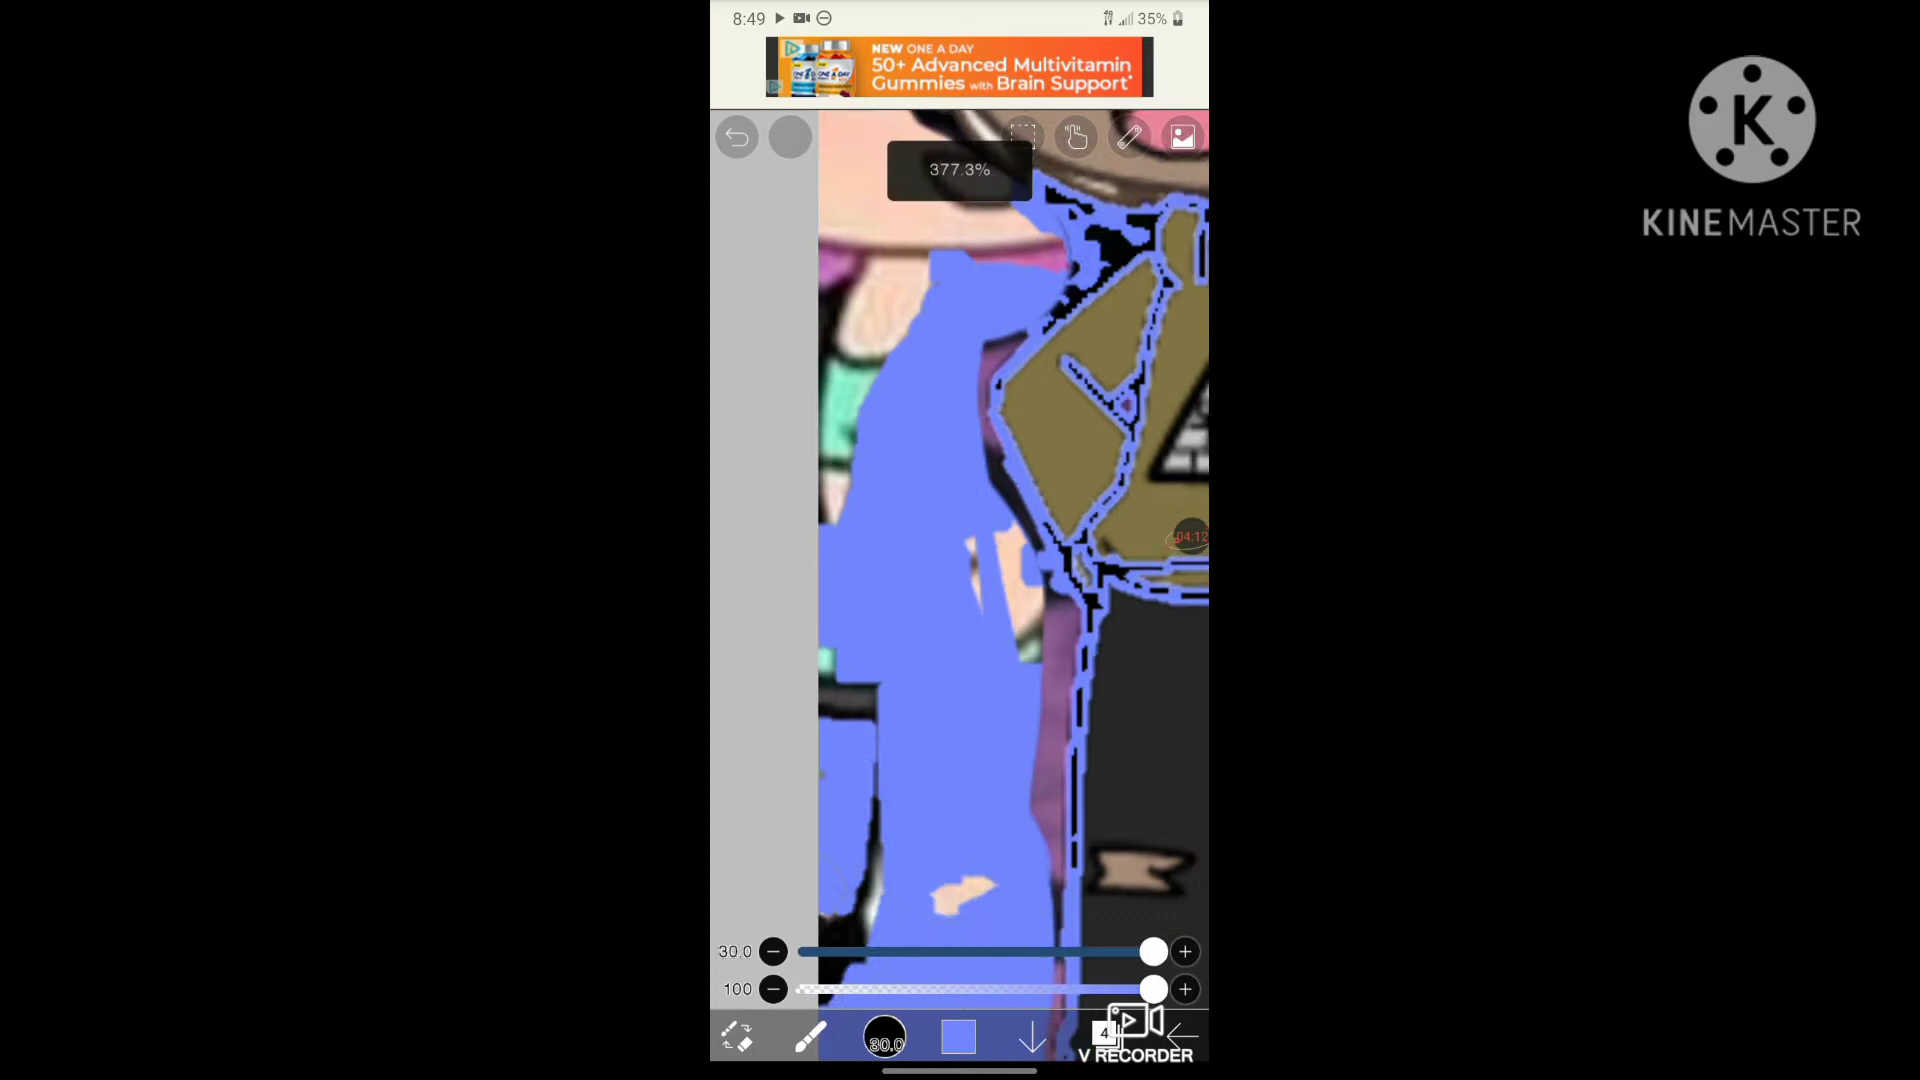 8:49
35%
NEW ONE A DAY
50+ Advanced Multivitamin
Gummies with Brain Support*
377.3%
K
KINEMASTER
04:12
30.0
100
30.0
4
V RECORDER